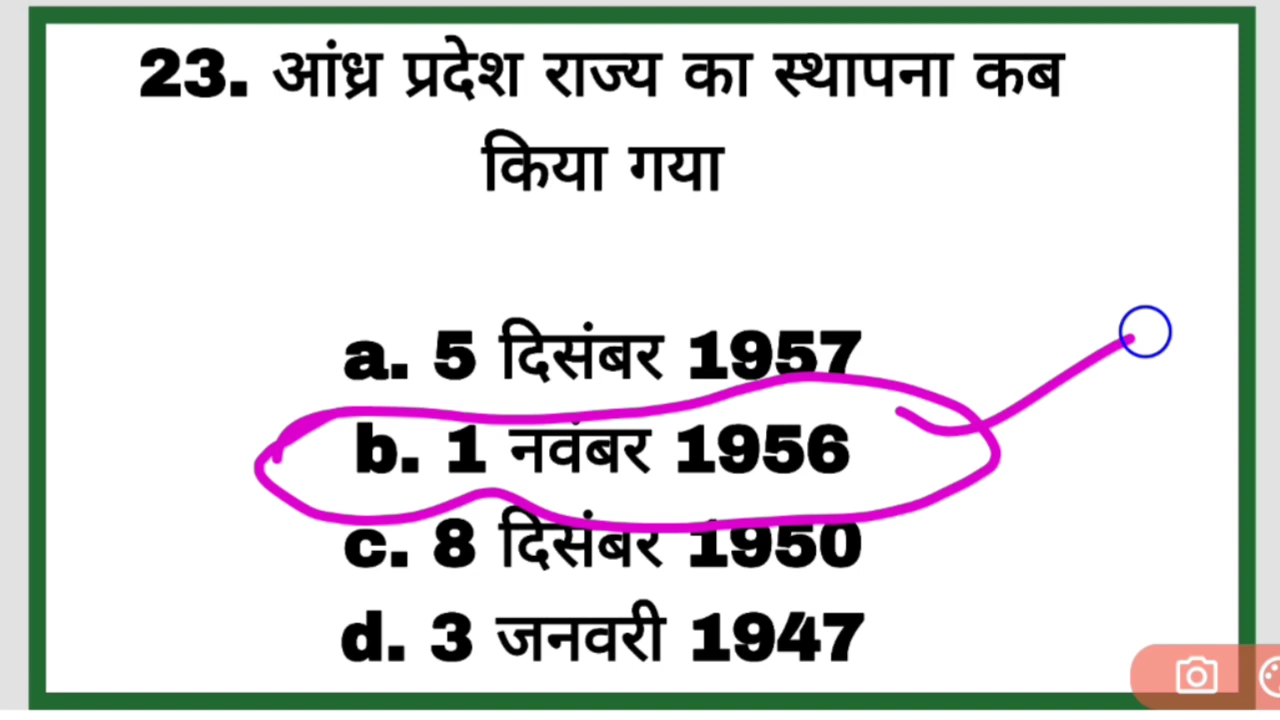 23. आंध्र प्रदेश राज्य का स्थापना कब
किया गया
a. 5 दिसंबर 1957
b. 1 नवंबर 1956
c. 8 दिसंबर 1950
d. 3 जनवरी 1947